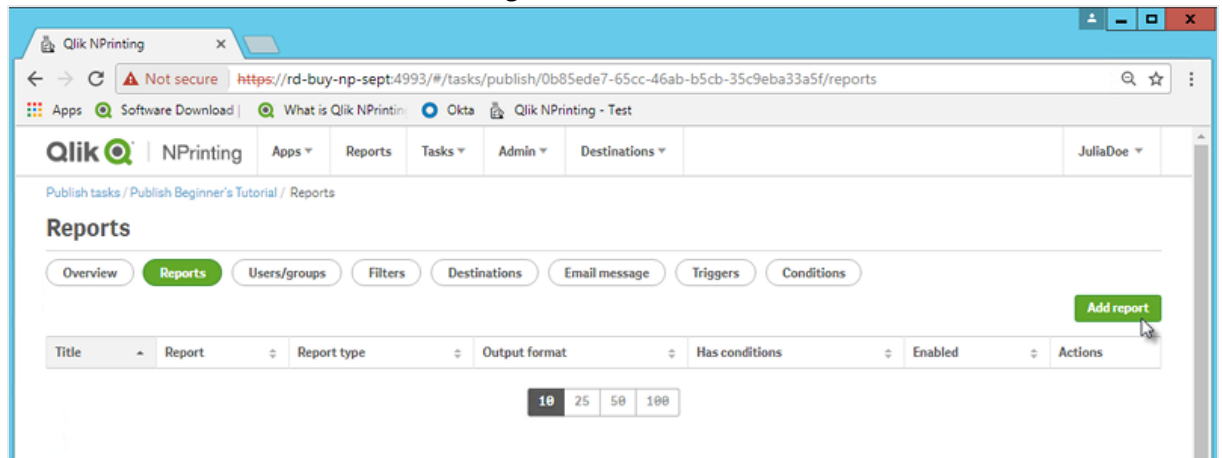 Qlik NPrinting
Not secure https://rd-buy-np-sept:4993/#/tasks/publish/0b85ede7-65cc-46ab-b5cb-35c9eba33a5f/reports
Apps Software Download | What is Qlik NPrinting Okta Qlik NPrinting - Test
Qlik NPrinting Apps Reports Tasks Admin Destinations JuliaDoe
Publish tasks / Publish Beginner's Tutorial / Reports
Reports
Overview Reports Users/groups Filters Destinations Email message Triggers Conditions
Add report
Title Report Report type Output format Has conditions Enabled Actions
10 25 50 100